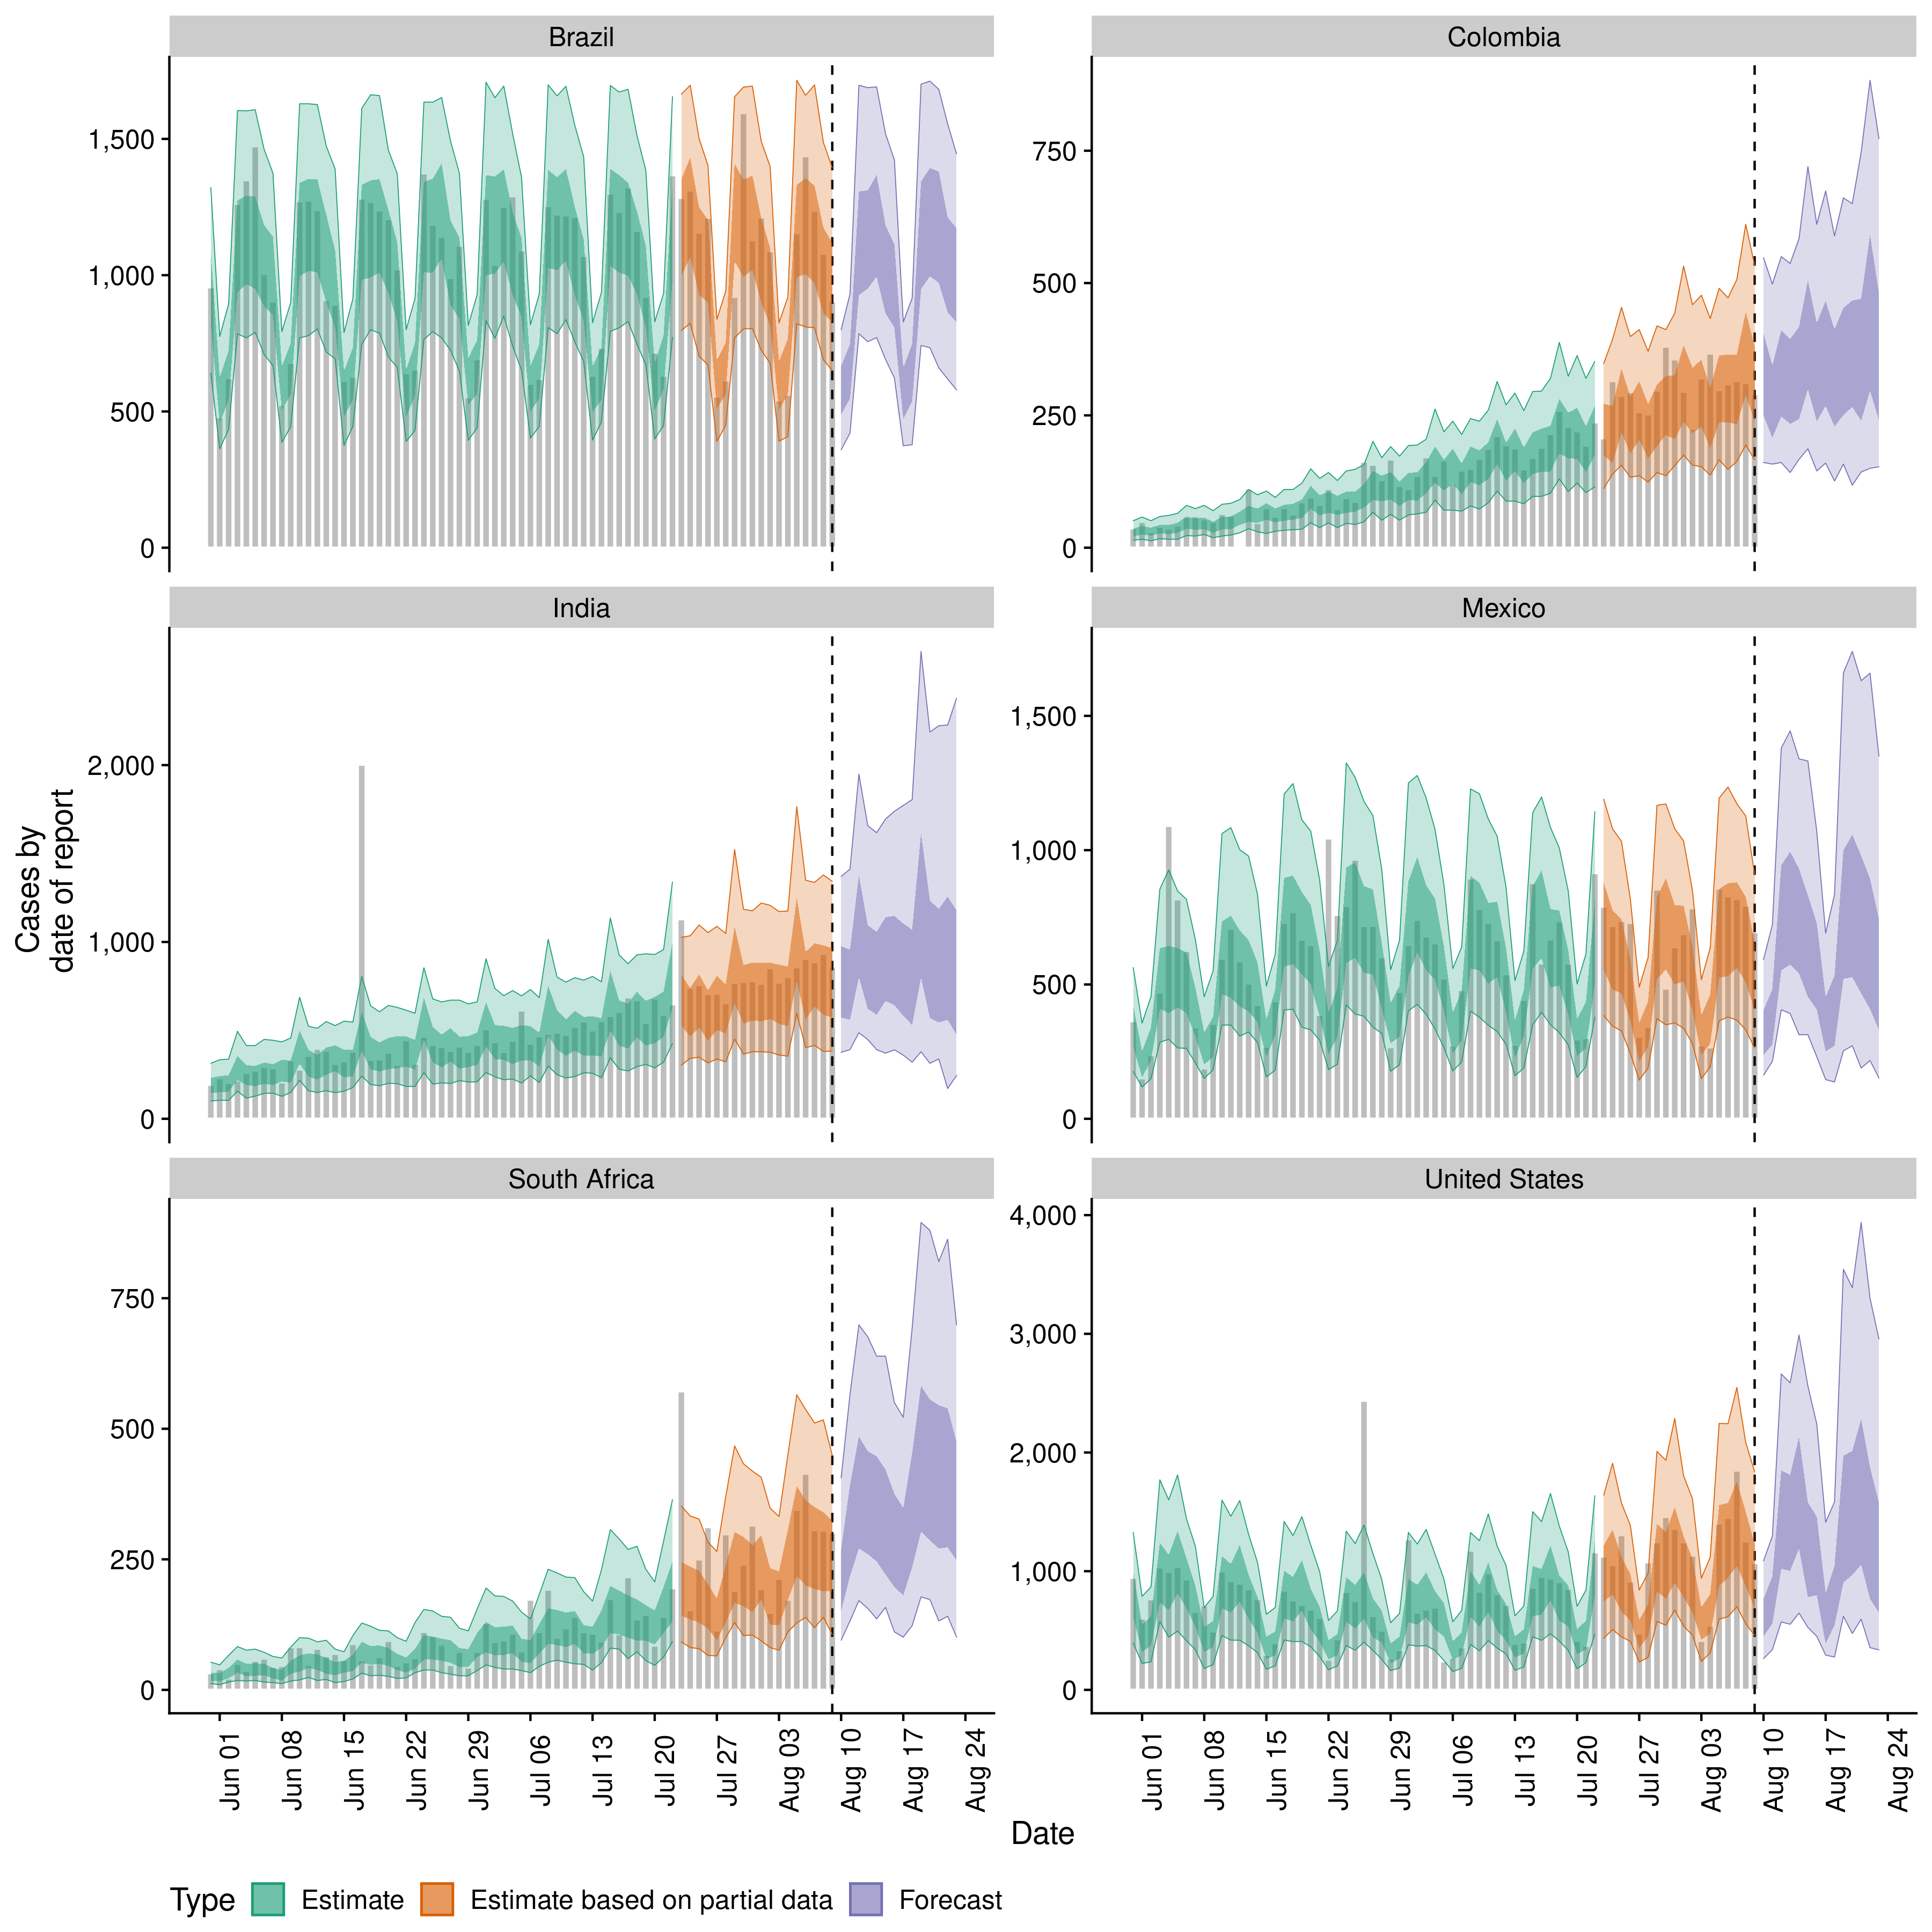 Brazil
Colombia
1,500
1,000
500
0
750
500
250
0
India
Mexico
2,000
1,000
0
1,500
1,000
500
0
Cases by
date of report
South Africa
United States
750
500
250
0
4,000
3,000
2,000
1,000
0
Jun 01
Jun 08
Jun 15
Jun 22
Jun 29
Jul 06
Jul 13
Jul 20
Jul 27
Aug 03
Aug 10
Aug 17
Aug 24
Jun 01
Jun 08
Jun 15
Jun 22
Jun 29
Jul 06
Jul 13
Jul 20
Jul 27
Aug 03
Aug 10
Aug 17
Aug 24
Date
Type Estimate Estimate based on partial data Forecast